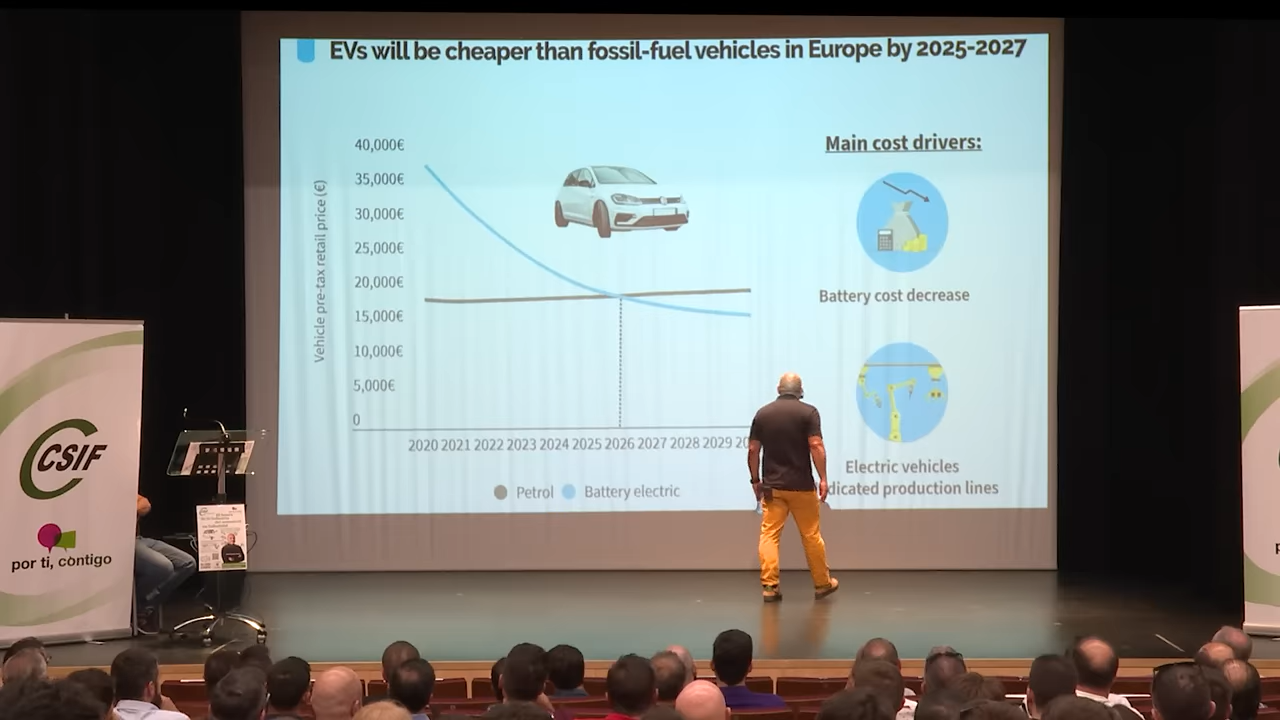 EVs will be cheaper than fossil-fuel vehicles in Europe by 2025-2027
Vehicle pre-tax retail price (€)
40,000€
35,000€
30,000€
25,000€
20,000€
15,000€
10,000€
5,000€
0
2020 2021 2022 2023 2024 2025 2026 2027 2028 2029 20
Petrol
Battery electric
Main cost drivers:
Battery cost decrease
Electric vehicles
dicated production lines
CSIF
por ti, contigo